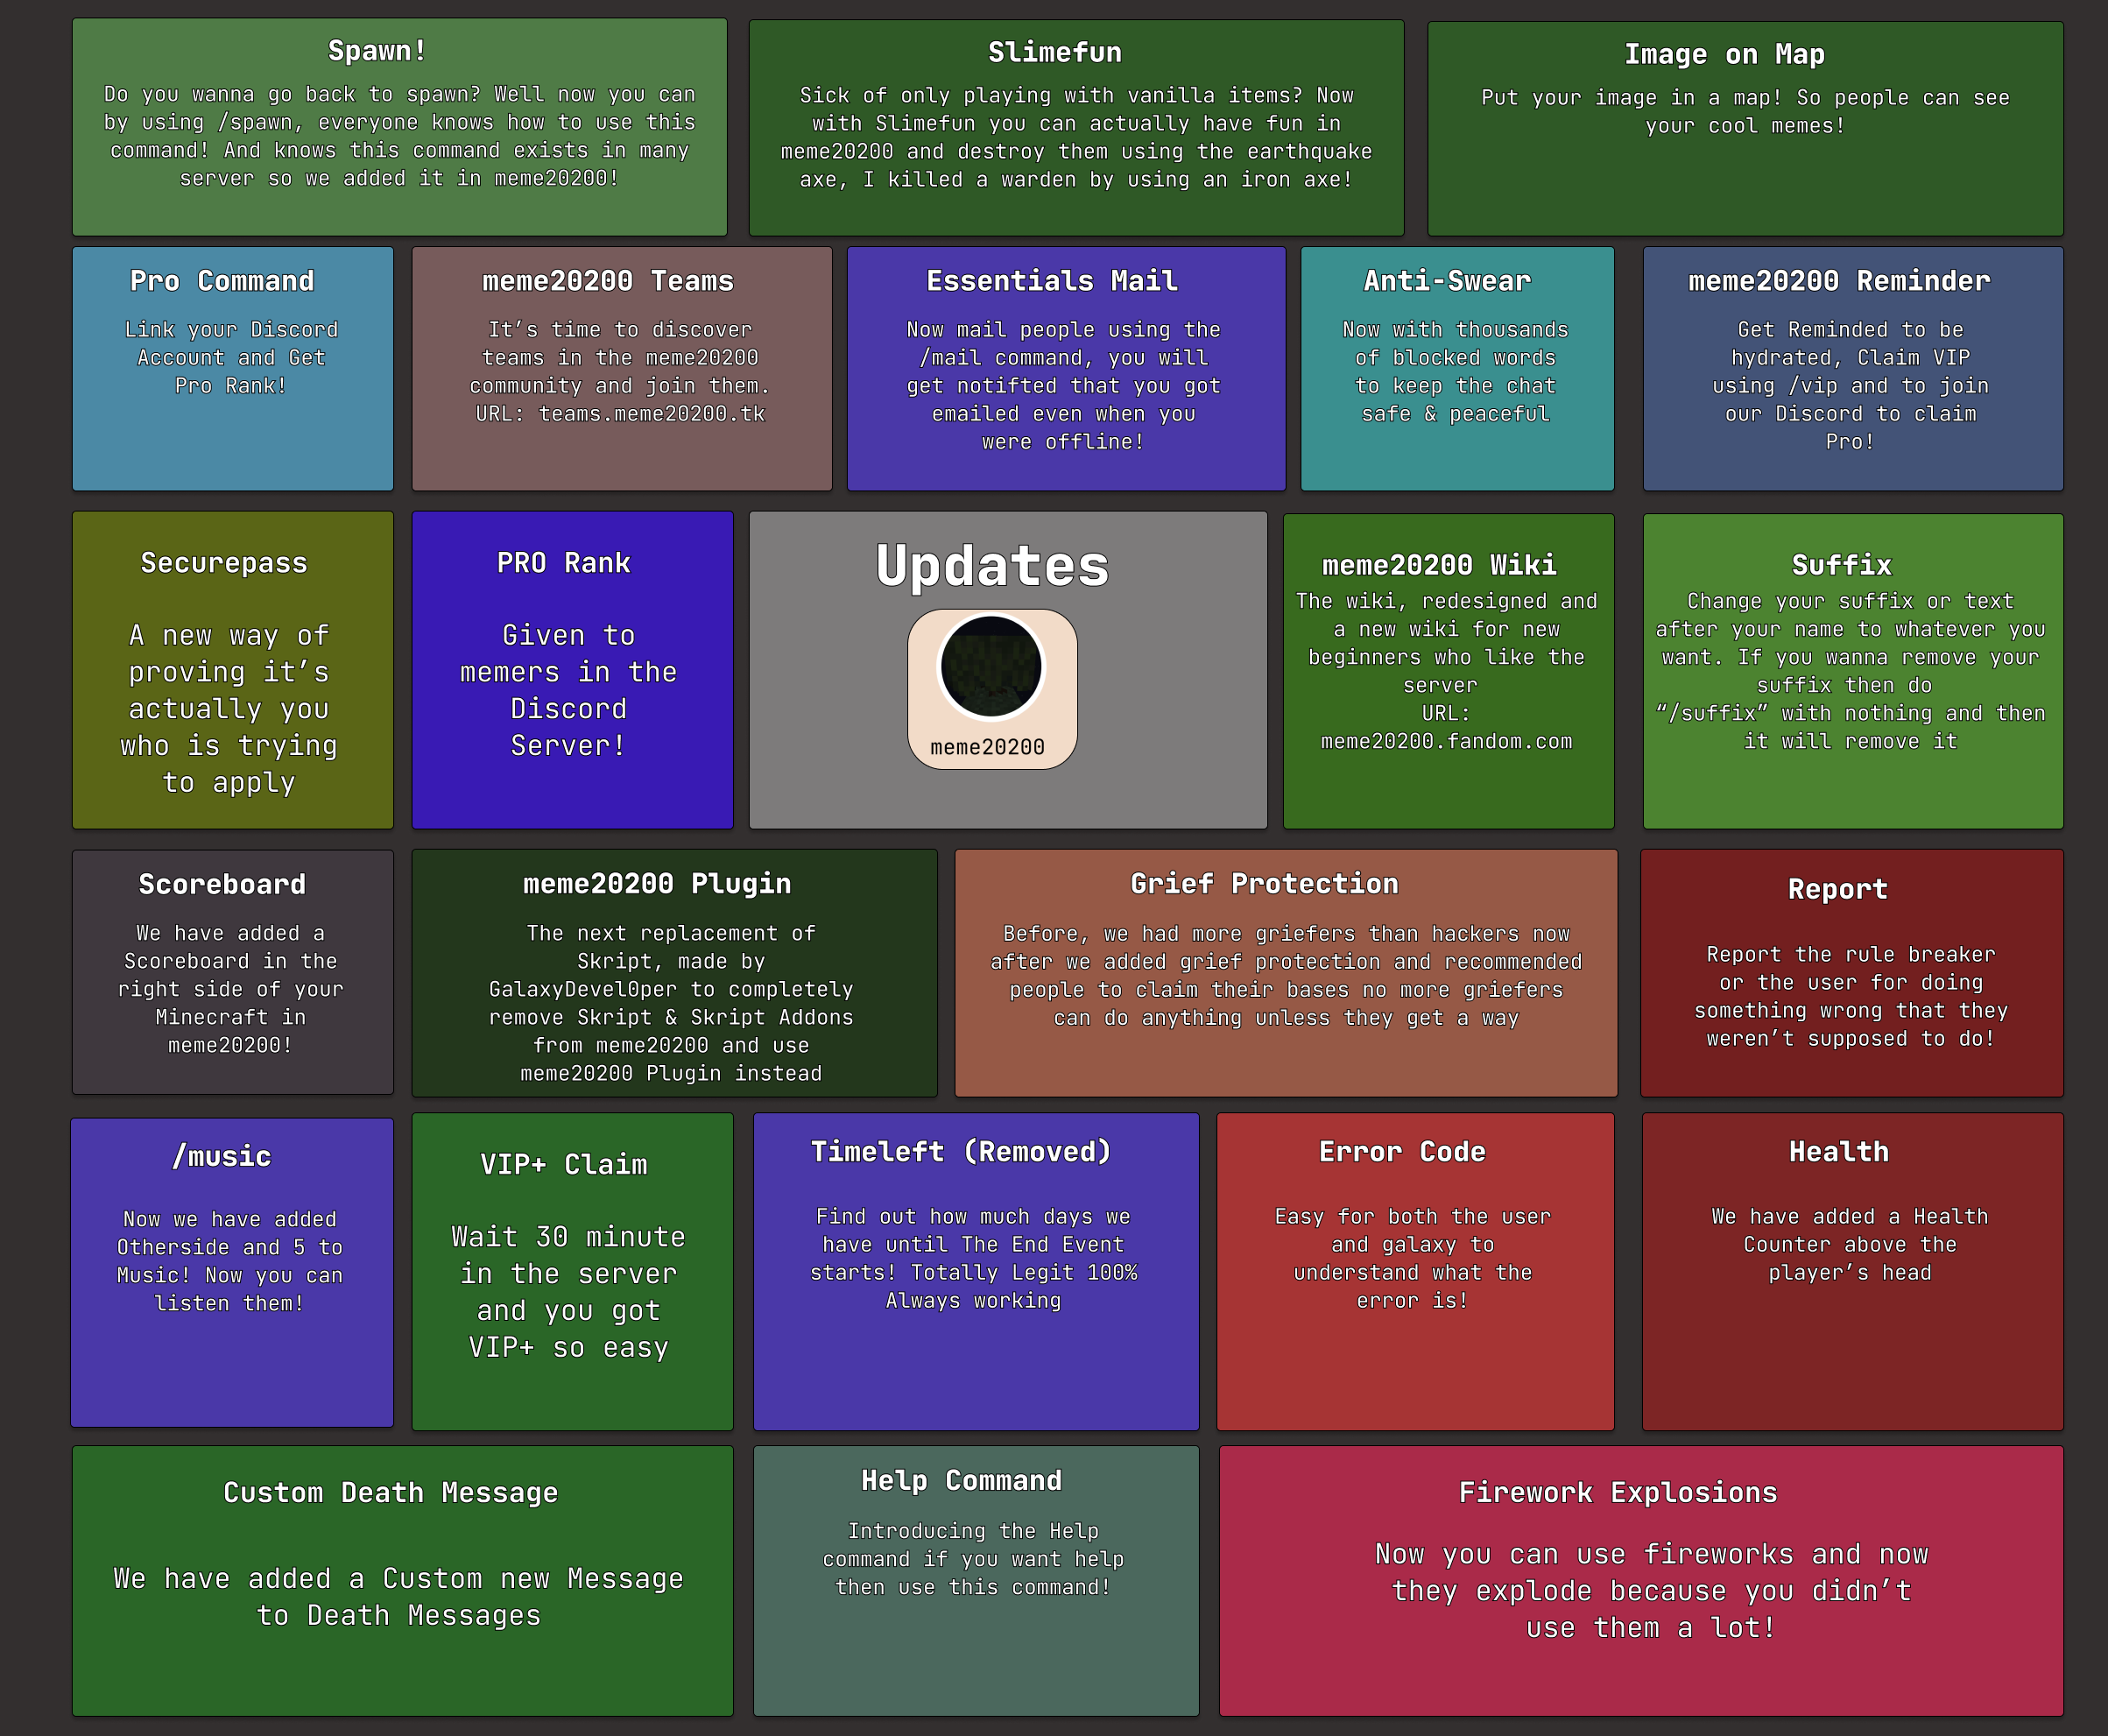 Spawn!
Do you wanna go back to spawn? Well now you can
by using /spawn, everyone knows how to use this
command! And knows this command exists in many
server so we added it in meme20200!
Slimefun
Sick of only playing with vanilla items? Now
with Slimefun you can actually have fun in
meme20200 and destroy them using the earthquake
axe, I killed a warden by using an iron axe!
Image on Map
Put your image in a map! So people can see
your cool memes!
Pro Command
Link your Discord
Account and Get
Pro Rank!
meme20200 Teams
It’s time to discover
teams in the meme20200
community and join them.
URL: teams.meme20200.tk
Essentials Mail
Now mail people using the
/mail command, you will
get notifted that you got
emailed even when you
were offline!
Anti-Swear
Now with thousands
of blocked words
to keep the chat
safe & peaceful
meme20200 Reminder
Get Reminded to be
hydrated, Claim VIP
using /vip and to join
our Discord to claim
Pro!
Securepass
A new way of
proving it’s
actually you
who is trying
to apply
PRO Rank
Given to
memers in the
Discord
Server!
Updates
meme20200
meme20200 Wiki
The wiki, redesigned and
a new wiki for new
beginners who like the
server
URL:
meme20200.fandom.com
Suffix
Change your suffix or text
after your name to whatever you
want. If you wanna remove your
suffix then do
“/suffix” with nothing and then
it will remove it
Scoreboard
We have added a
Scoreboard in the
right side of your
Minecraft in
meme20200!
meme20200 Plugin
The next replacement of
Skript, made by
GalaxyDevel0per to completely
remove Skript & Skript Addons
from meme20200 and use
meme20200 Plugin instead
Grief Protection
Before, we had more griefers than hackers now
after we added grief protection and recommended
people to claim their bases no more griefers
can do anything unless they get a way
Report
Report the rule breaker
or the user for doing
something wrong that they
weren’t supposed to do!
/music
Now we have added
Otherside and 5 to
Music! Now you can
listen them!
VIP+ Claim
Wait 30 minute
in the server
and you got
VIP+ so easy
Timeleft (Removed)
Find out how much days we
have until The End Event
starts! Totally Legit 100%
Always working
Error Code
Easy for both the user
and galaxy to
understand what the
error is!
Health
We have added a Health
Counter above the
player’s head
Custom Death Message
We have added a Custom new Message
to Death Messages
Help Command
Introducing the Help
command if you want help
then use this command!
Firework Explosions
Now you can use fireworks and now
they explode because you didn’t
use them a lot!